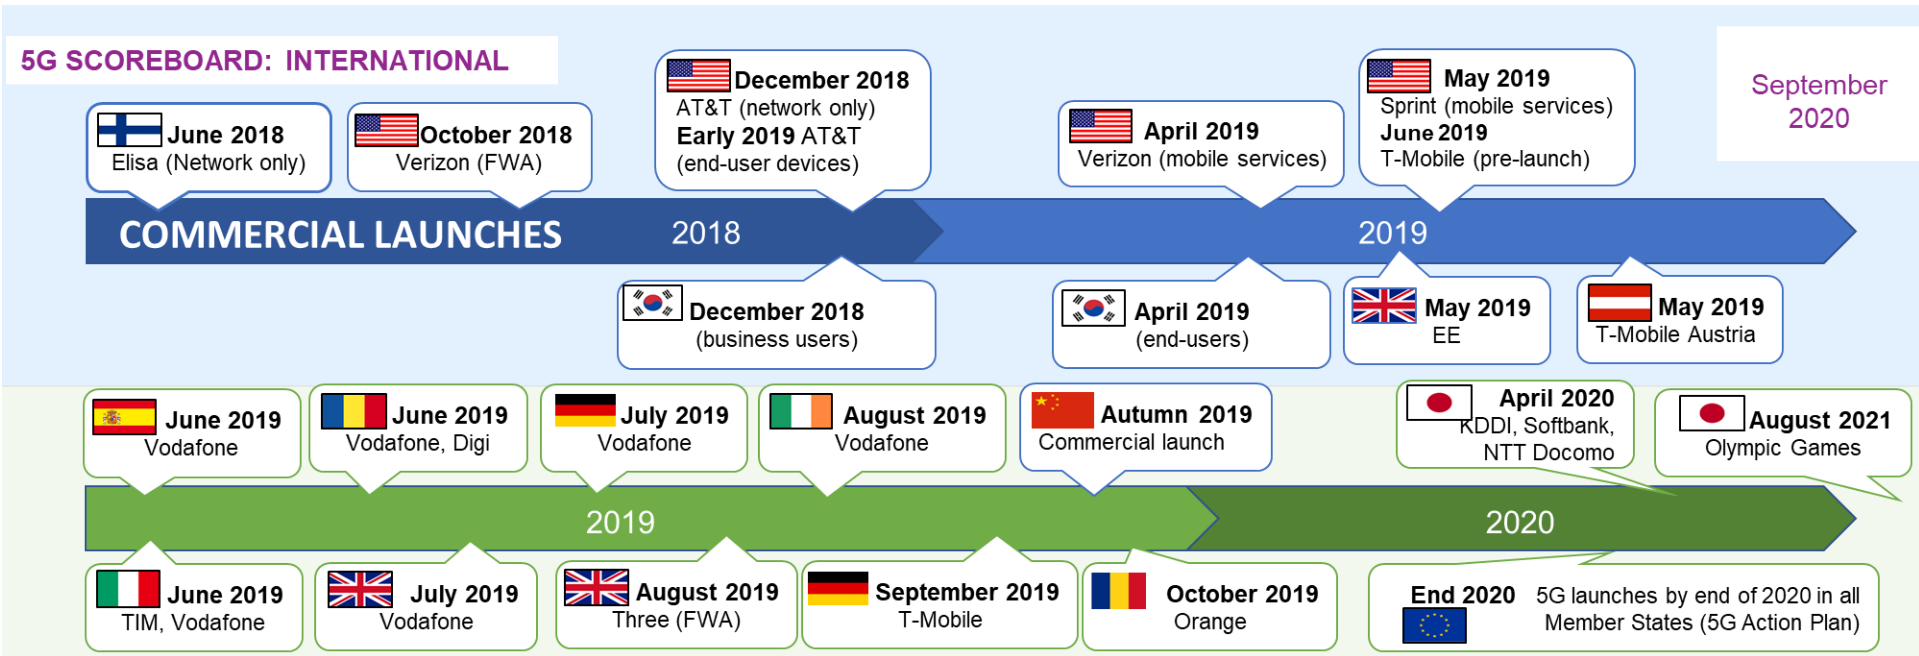 5G SCOREBOARD: INTERNATIONAL
September
2020
June 2018
Elisa (Network only)
October 2018
Verizon (FWA)
December 2018
AT&T (network only)
Early 2019 AT&T
(end-user devices)
April 2019
Verizon (mobile services)
May 2019
Sprint (mobile services)
June 2019
T-Mobile (pre-launch)
COMMERCIAL LAUNCHES
2018
2019
December 2018
(business users)
April 2019
(end-users)
May 2019
EE
May 2019
T-Mobile Austria
June 2019
Vodafone
June 2019
Vodafone, Digi
July 2019
Vodafone
August 2019
Vodafone
Autumn 2019
Commercial launch
April 2020
KDDI, Softbank,
NTT Docomo
August 2021
Olympic Games
2019
2020
June 2019
TIM, Vodafone
July 2019
Vodafone
August 2019
Three (FWA)
September 2019
T-Mobile
October 2019
Orange
End 2020 5G launches by end of 2020 in all
Member States (5G Action Plan)